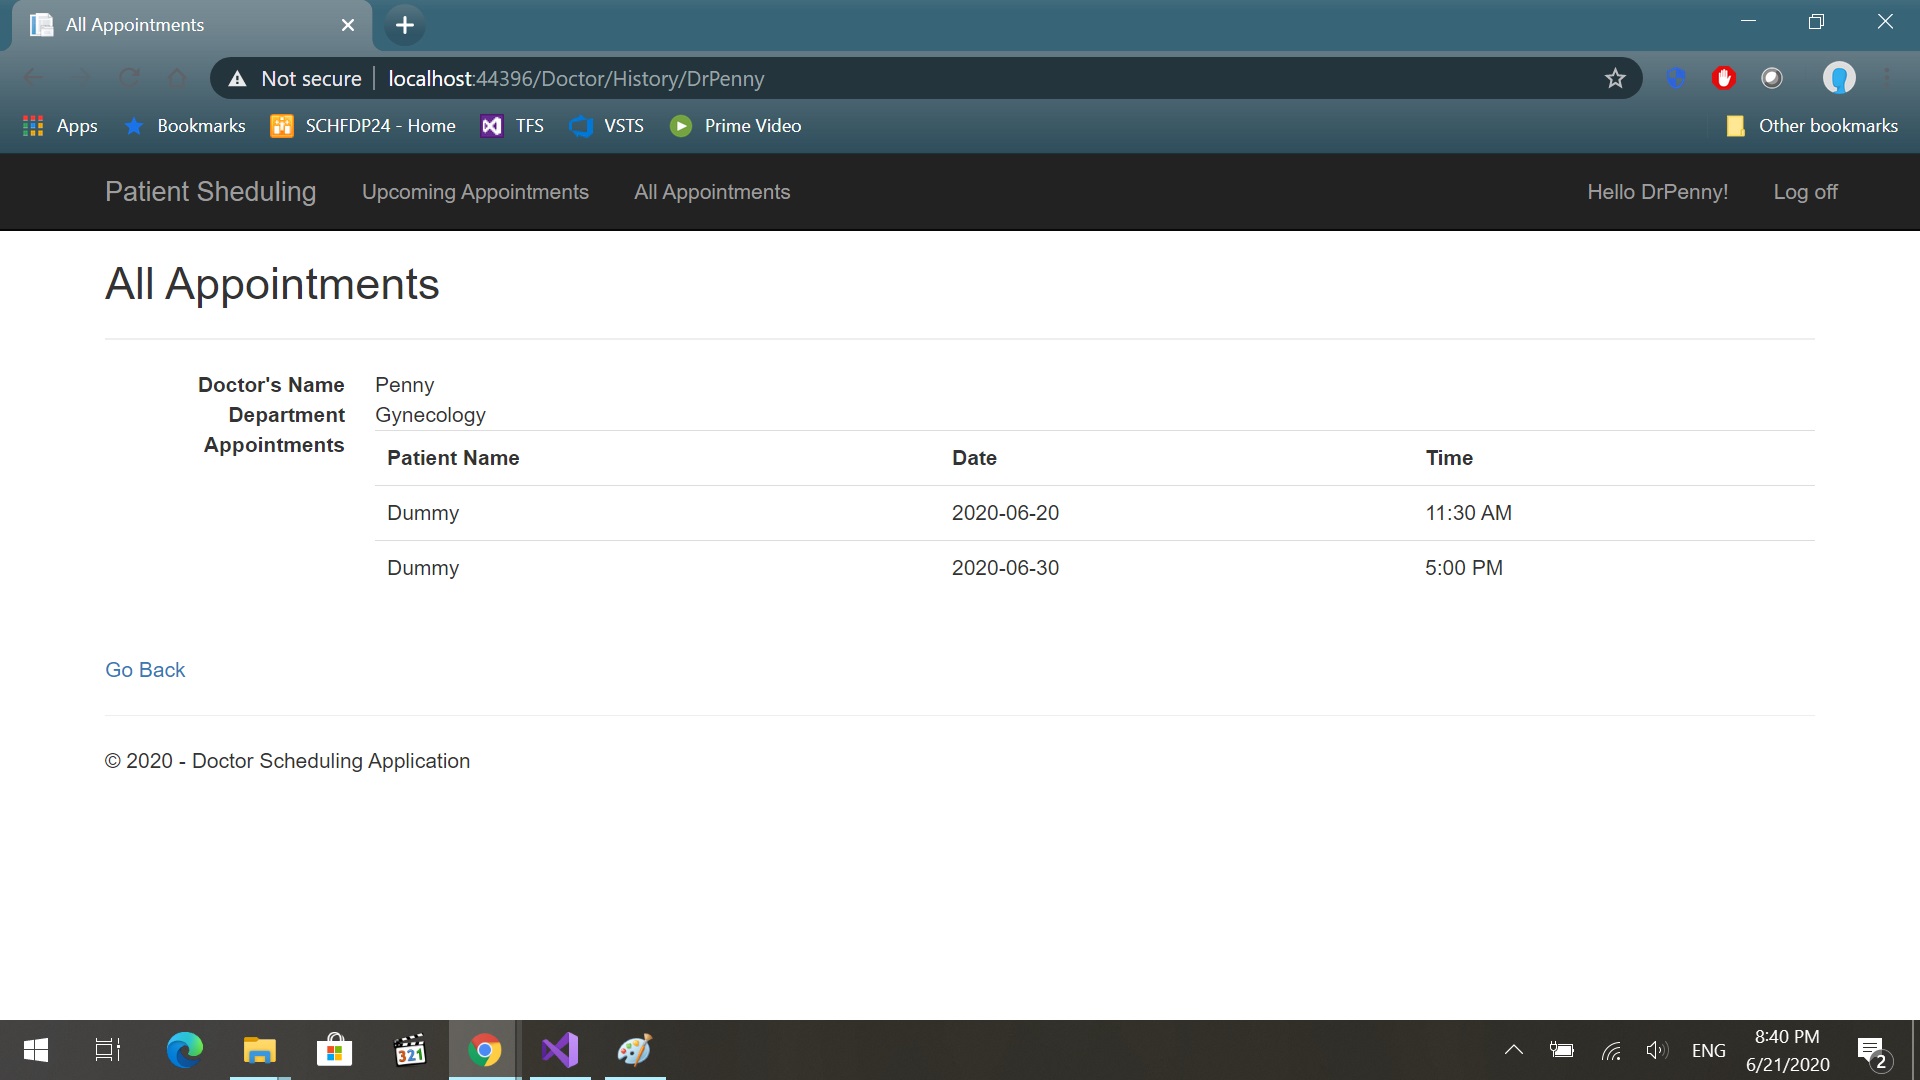 All Appointments
Not secure localhost:44396/Doctor/History/DrPenny
Apps Bookmarks SCHFDP24 - Home TFS VSTS Prime Video Other bookmarks
Patient Sheduling Upcoming Appointments All Appointments Hello DrPenny! Log off
All Appointments
Doctor's Name Penny
Department Gynecology
Appointments
Patient Name Date Time
Dummy 2020-06-20 11:30 AM
Dummy 2020-06-30 5:00 PM
Go Back
© 2020 - Doctor Scheduling Application
321
ENG
8:40 PM
6/21/2020
2